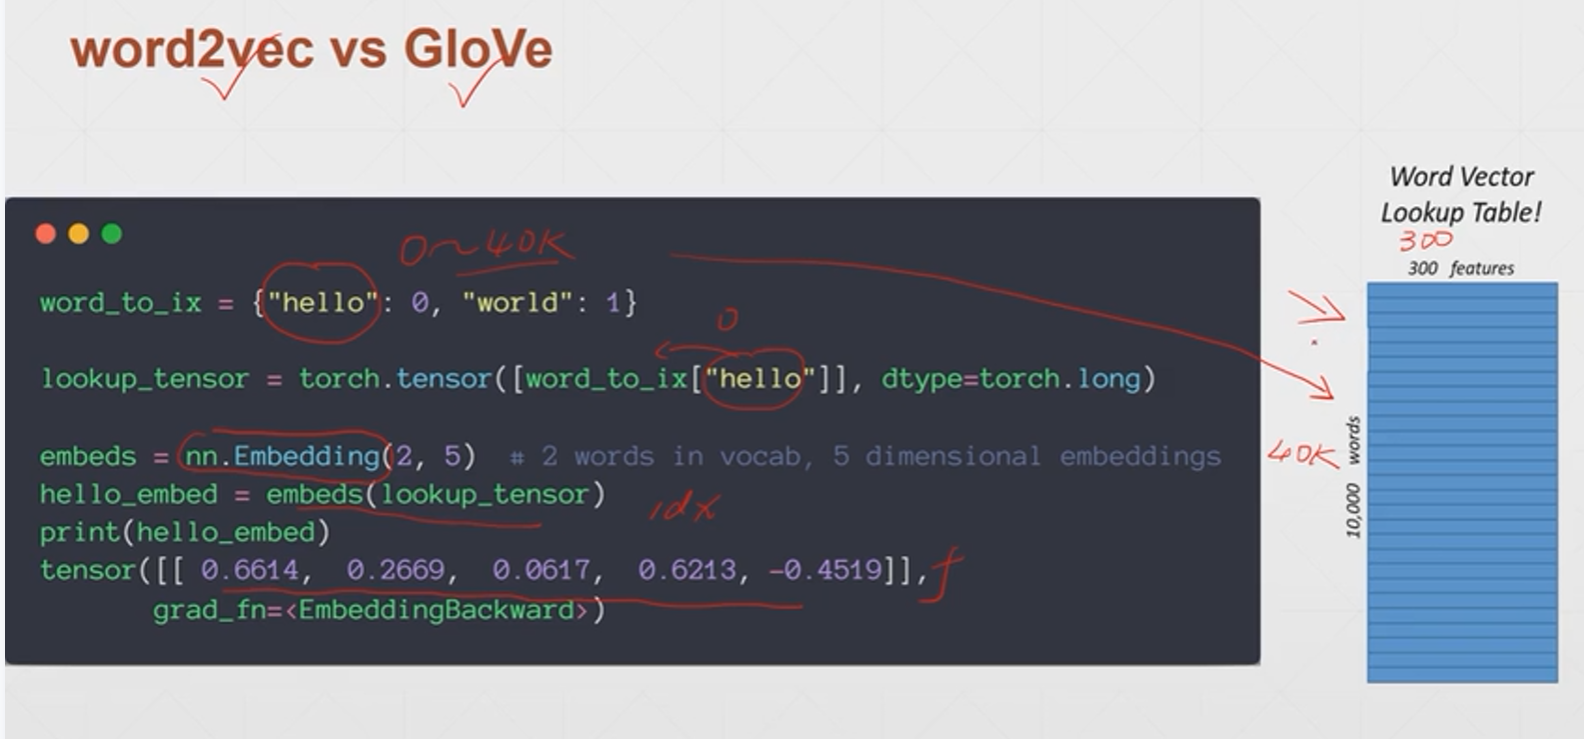 word2vec vs GloVe
0~40K
word_to_ix = {"hello": 0, "world": 1}
0
lookup_tensor = torch.tensor([word_to_ix["hello"]], dtype=torch.long)
embeds = nn.Embedding(2, 5)  # 2 words in vocab, 5 dimensional embeddings
hello_embed = embeds(lookup_tensor)
idx
print(hello_embed)
tensor([[ 0.6614,  0.2669,  0.0617,  0.6213, -0.4519]],
grad_fn=<EmbeddingBackward>)
f
Word Vector
Lookup Table!
300
300 features
40K
10,000 words